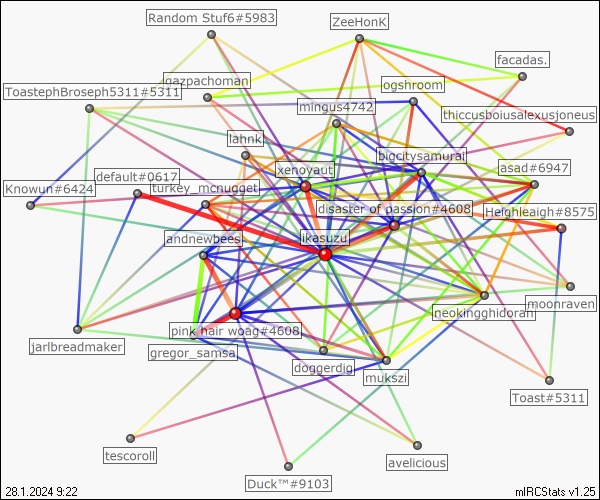 Random Stuf6#5983
ZeeHonK
facadas.
gazpachoman
ogshroom
ToastephBroseph5311#5311
mingus4742
thiccusboiusalexusjoneus
lahnk
bigcitysamurai
xenoyaut
asad#6947
default#0617
Knowun#6424
turkey_mcnugget
disaster of passion#4608
Heighleaigh#8575
ikasuzu
andnewbees
moonraven
neokingghidorah
pink hair woag#4608
jarlbreadmaker
gregor_samsa
doggerdig
mukszi
Toast#5311
tescoroll
avelicious
Duck™#9103
28.1.2024 9:22
mIRCStats v1.25